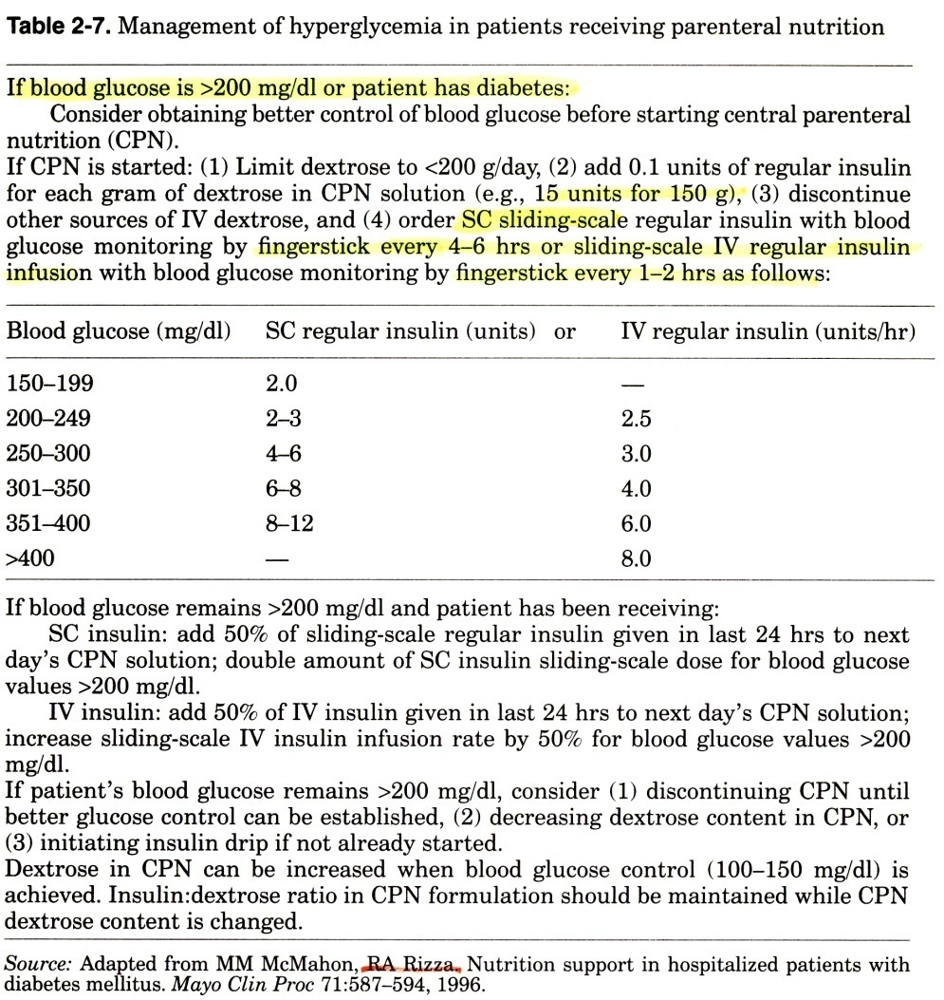 Table 2-7. Management of hyperglycemia in patients receiving parenteral nutrition
If blood glucose is >200 mg/dl or patient has diabetes:
Consider obtaining better control of blood glucose before starting central parenteral
nutrition (CPN).
If CPN is started: (1) Limit dextrose to <200 g/day, (2) add 0.1 units of regular insulin
for each gram of dextrose in CPN solution (e.g., 15 units for 150 g), (3) discontinue
other sources of IV dextrose, and (4) order SC sliding-scale regular insulin with blood
glucose monitoring by fingerstick every 4–6 hrs or sliding-scale IV regular insulin
infusion with blood glucose monitoring by fingerstick every 1–2 hrs as follows:
Blood glucose (mg/dl) SC regular insulin (units) or IV regular insulin (units/hr)
150–199 2.0 —
200–249 2–3 2.5
250–300 4–6 3.0
301–350 6–8 4.0
351–400 8–12 6.0
>400 — 8.0
If blood glucose remains >200 mg/dl and patient has been receiving:
SC insulin: add 50% of sliding-scale regular insulin given in last 24 hrs to next
day's CPN solution; double amount of SC insulin sliding-scale dose for blood glucose
values >200 mg/dl.
IV insulin: add 50% of IV insulin given in last 24 hrs to next day's CPN solution;
increase sliding-scale IV insulin infusion rate by 50% for blood glucose values >200
mg/dl.
If patient's blood glucose remains >200 mg/dl, consider (1) discontinuing CPN until
better glucose control can be established, (2) decreasing dextrose content in CPN, or
(3) initiating insulin drip if not already started.
Dextrose in CPN can be increased when blood glucose control (100–150 mg/dl) is
achieved. Insulin:dextrose ratio in CPN formulation should be maintained while CPN
dextrose content is changed.
Source: Adapted from MM McMahon, RA Rizza. Nutrition support in hospitalized patients with
diabetes mellitus. Mayo Clin Proc 71:587–594, 1996.